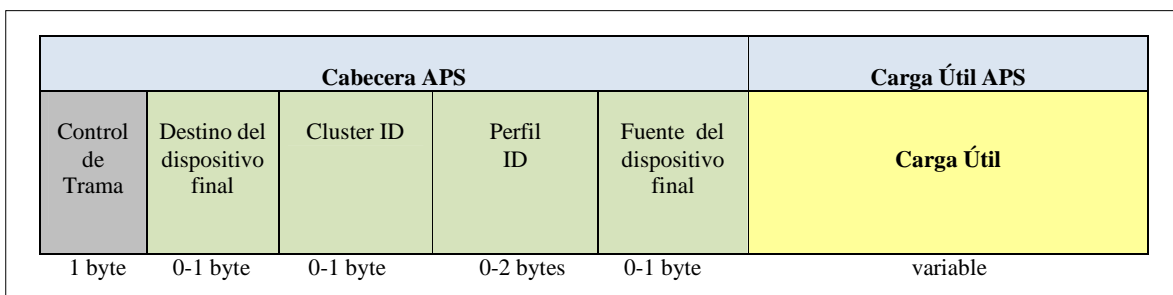 Cabecera APS
Carga Útil APS
Control
de
Trama
Destino del
dispositivo
final
Cluster ID
Perfil
ID
Fuente del
dispositivo
final
Carga Útil
1 byte
0-1 byte
0-1 byte
0-2 bytes
0-1 byte
variable